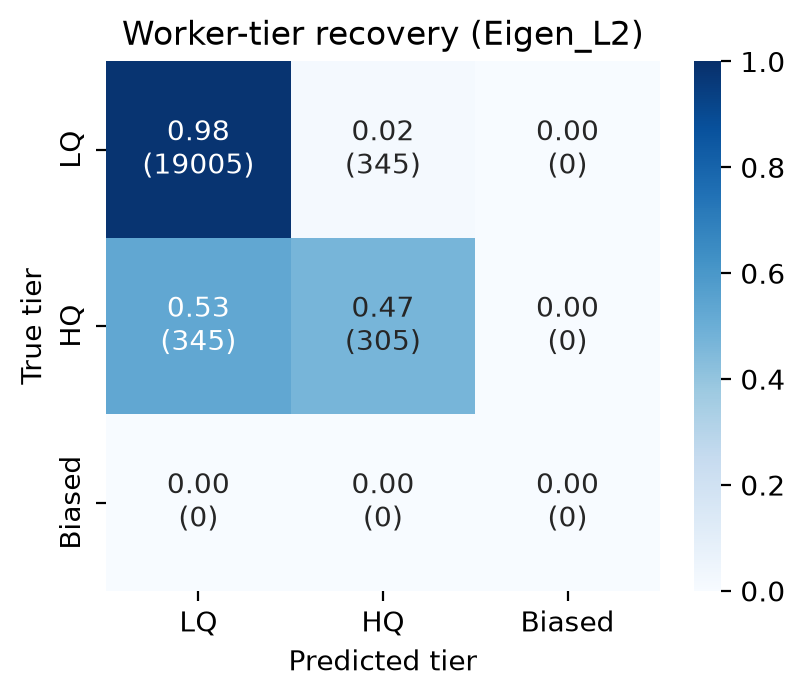 Worker-tier recovery (Eigen_L2)
True tier
LQ
0.98
(19005)
0.02
(345)
0.00
(0)
HQ
0.53
(345)
0.47
(305)
0.00
(0)
Biased
0.00
(0)
0.00
(0)
0.00
(0)
LQ
HQ
Biased
Predicted tier
1.0
0.8
0.6
0.4
0.2
0.0